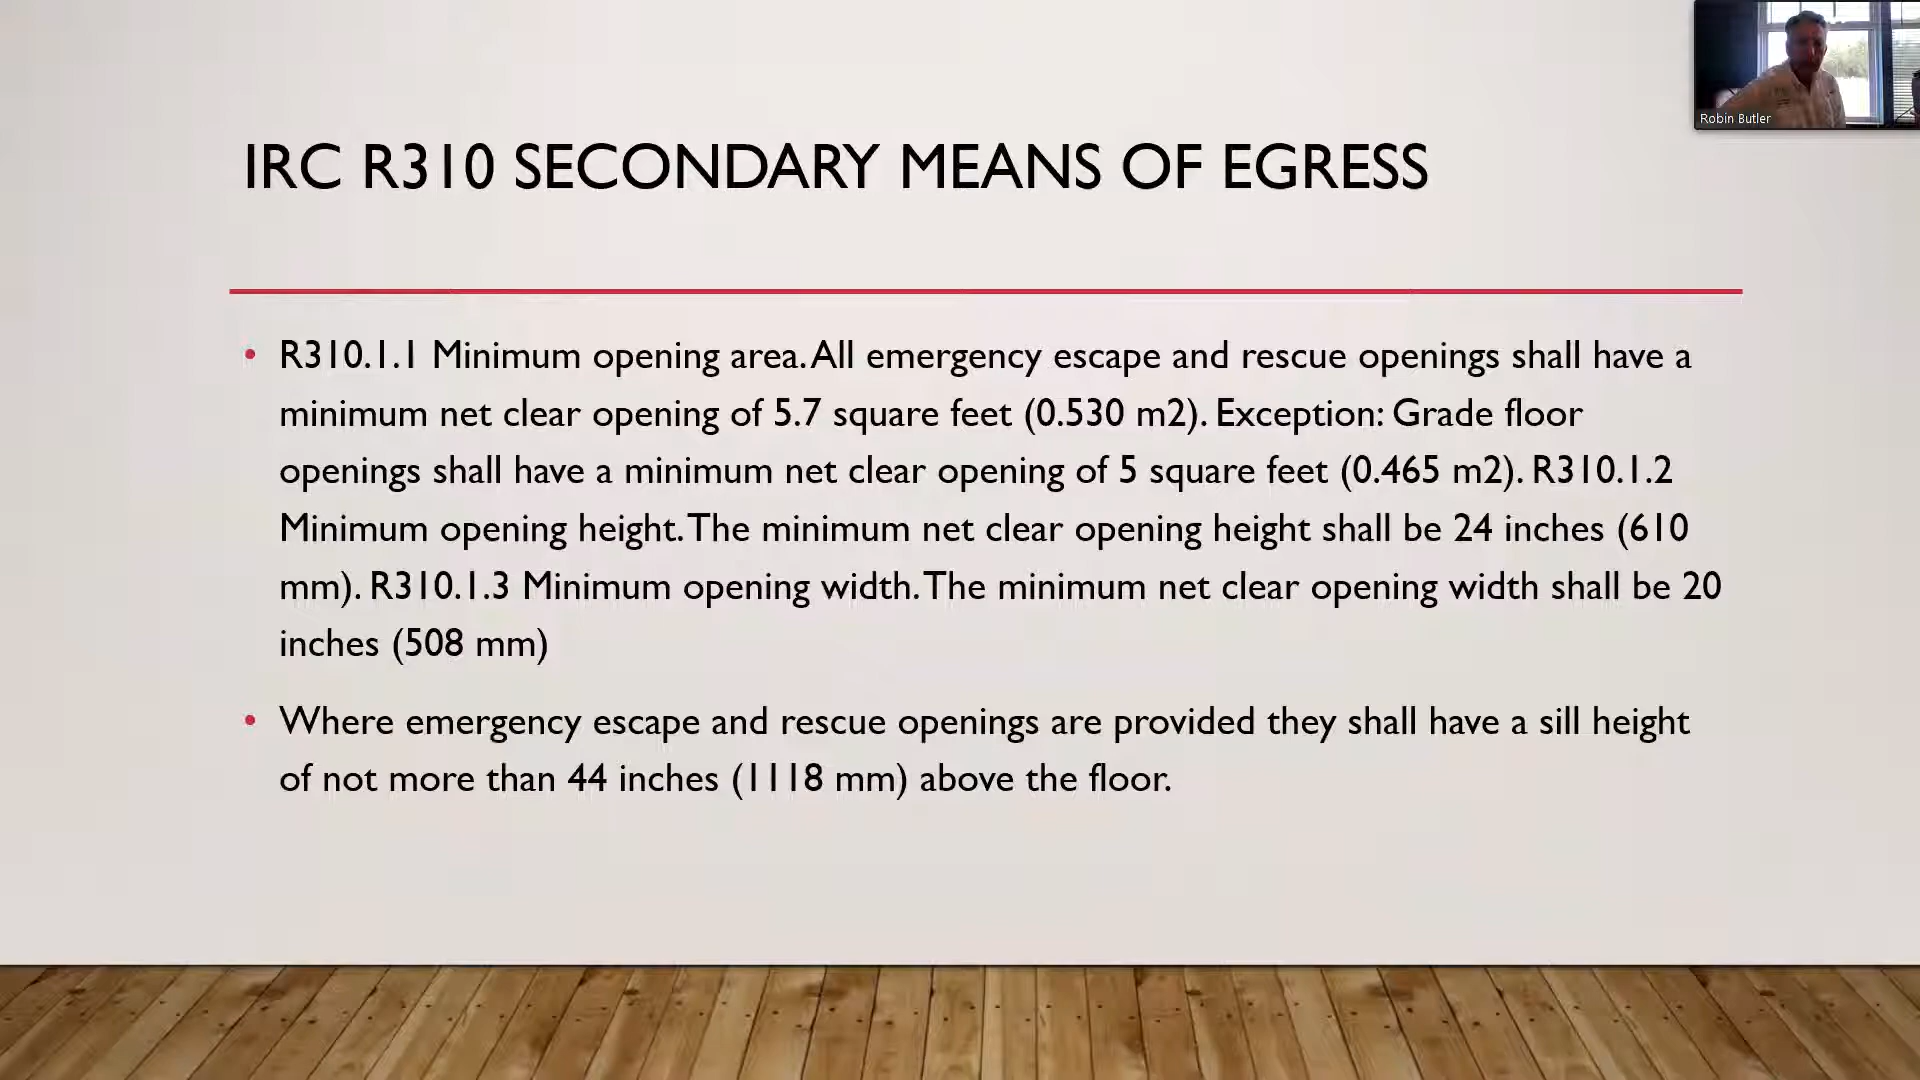 Robin Butler
IRC R310 SECONDARY MEANS OF EGRESS
• R310.1.1 Minimum opening area. All emergency escape and rescue openings shall have a
minimum net clear opening of 5.7 square feet (0.530 m2). Exception: Grade floor
openings shall have a minimum net clear opening of 5 square feet (0.465 m2). R310.1.2
Minimum opening height. The minimum net clear opening height shall be 24 inches (610
mm). R310.1.3 Minimum opening width. The minimum net clear opening width shall be 20
inches (508 mm)
• Where emergency escape and rescue openings are provided they shall have a sill height
of not more than 44 inches (1118 mm) above the floor.